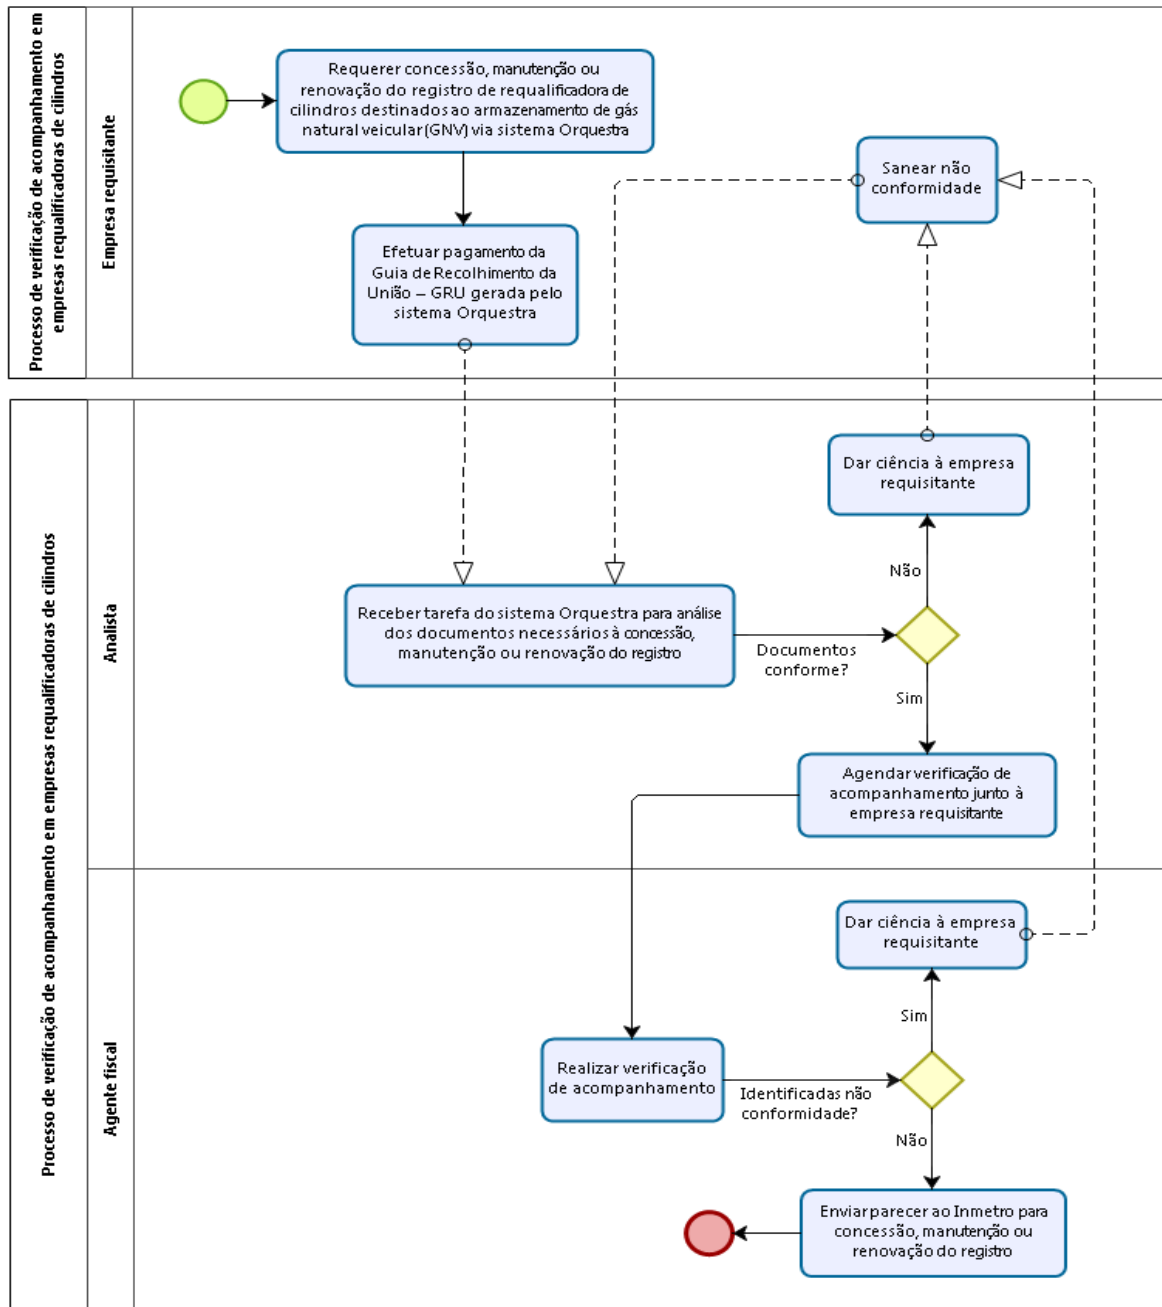 Processo de verificação de acompanhamento em
empresas requalificadoras de cilindros
Empresa requisitante
Requerer concessão, manutenção ou
renovação do registro de requalificadora de
cilindros destinados ao armazenamento de gás
natural veicular (GNV) via sistema Orquestra
Sanear não
conformidade
Efetuar pagamento da
Guia de Recolhimento da
União – GRU gerada pelo
sistema Orquestra
Processo de verificação de acompanhamento em empresas requalificadoras de cilindros
Analista
Dar ciência à empresa
requisitante
Não
Receber tarefa do sistema Orquestra para análise
dos documentos necessários à concessão,
manutenção ou renovação do registro
Documentos
conforme?
Sim
Agendar verificação de
acompanhamento junto à
empresa requisitante
Agente fiscal
Dar ciência à empresa
requisitante
Sim
Realizar verificação
de acompanhamento
Identificadas não
conformidade?
Não
Enviar parecer ao Inmetro para
concessão, manutenção ou
renovação do registro